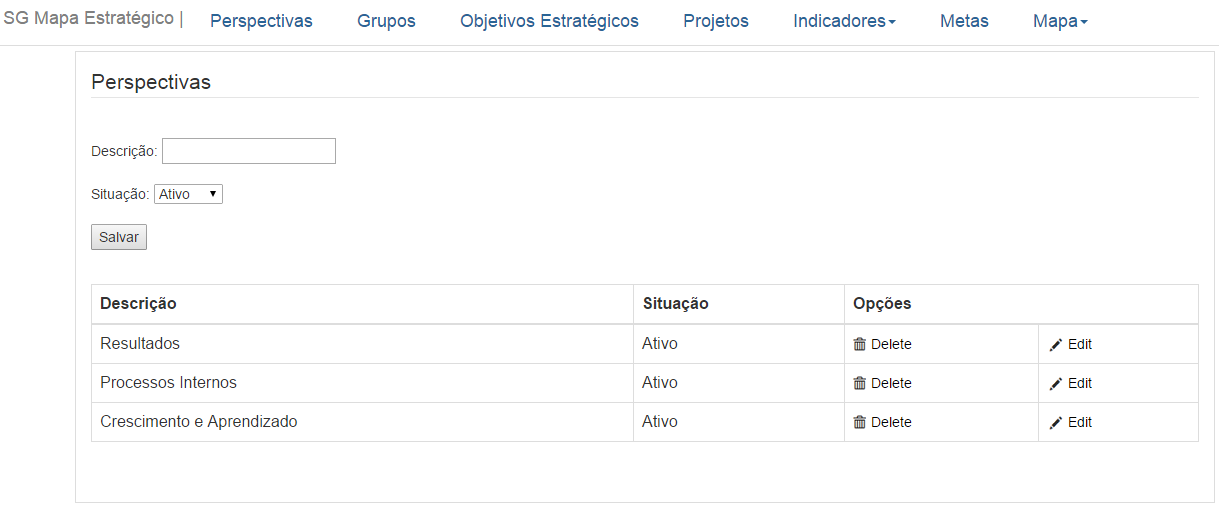 SG Mapa Estratégico | Perspectivas Grupos Objetivos Estratégicos Projetos Indicadores Metas Mapa
Perspectivas
Descrição:
Situação: Ativo
Salvar
Descrição Situação Opções
Resultados Ativo Delete Edit
Processos Internos Ativo Delete Edit
Crescimento e Aprendizado Ativo Delete Edit